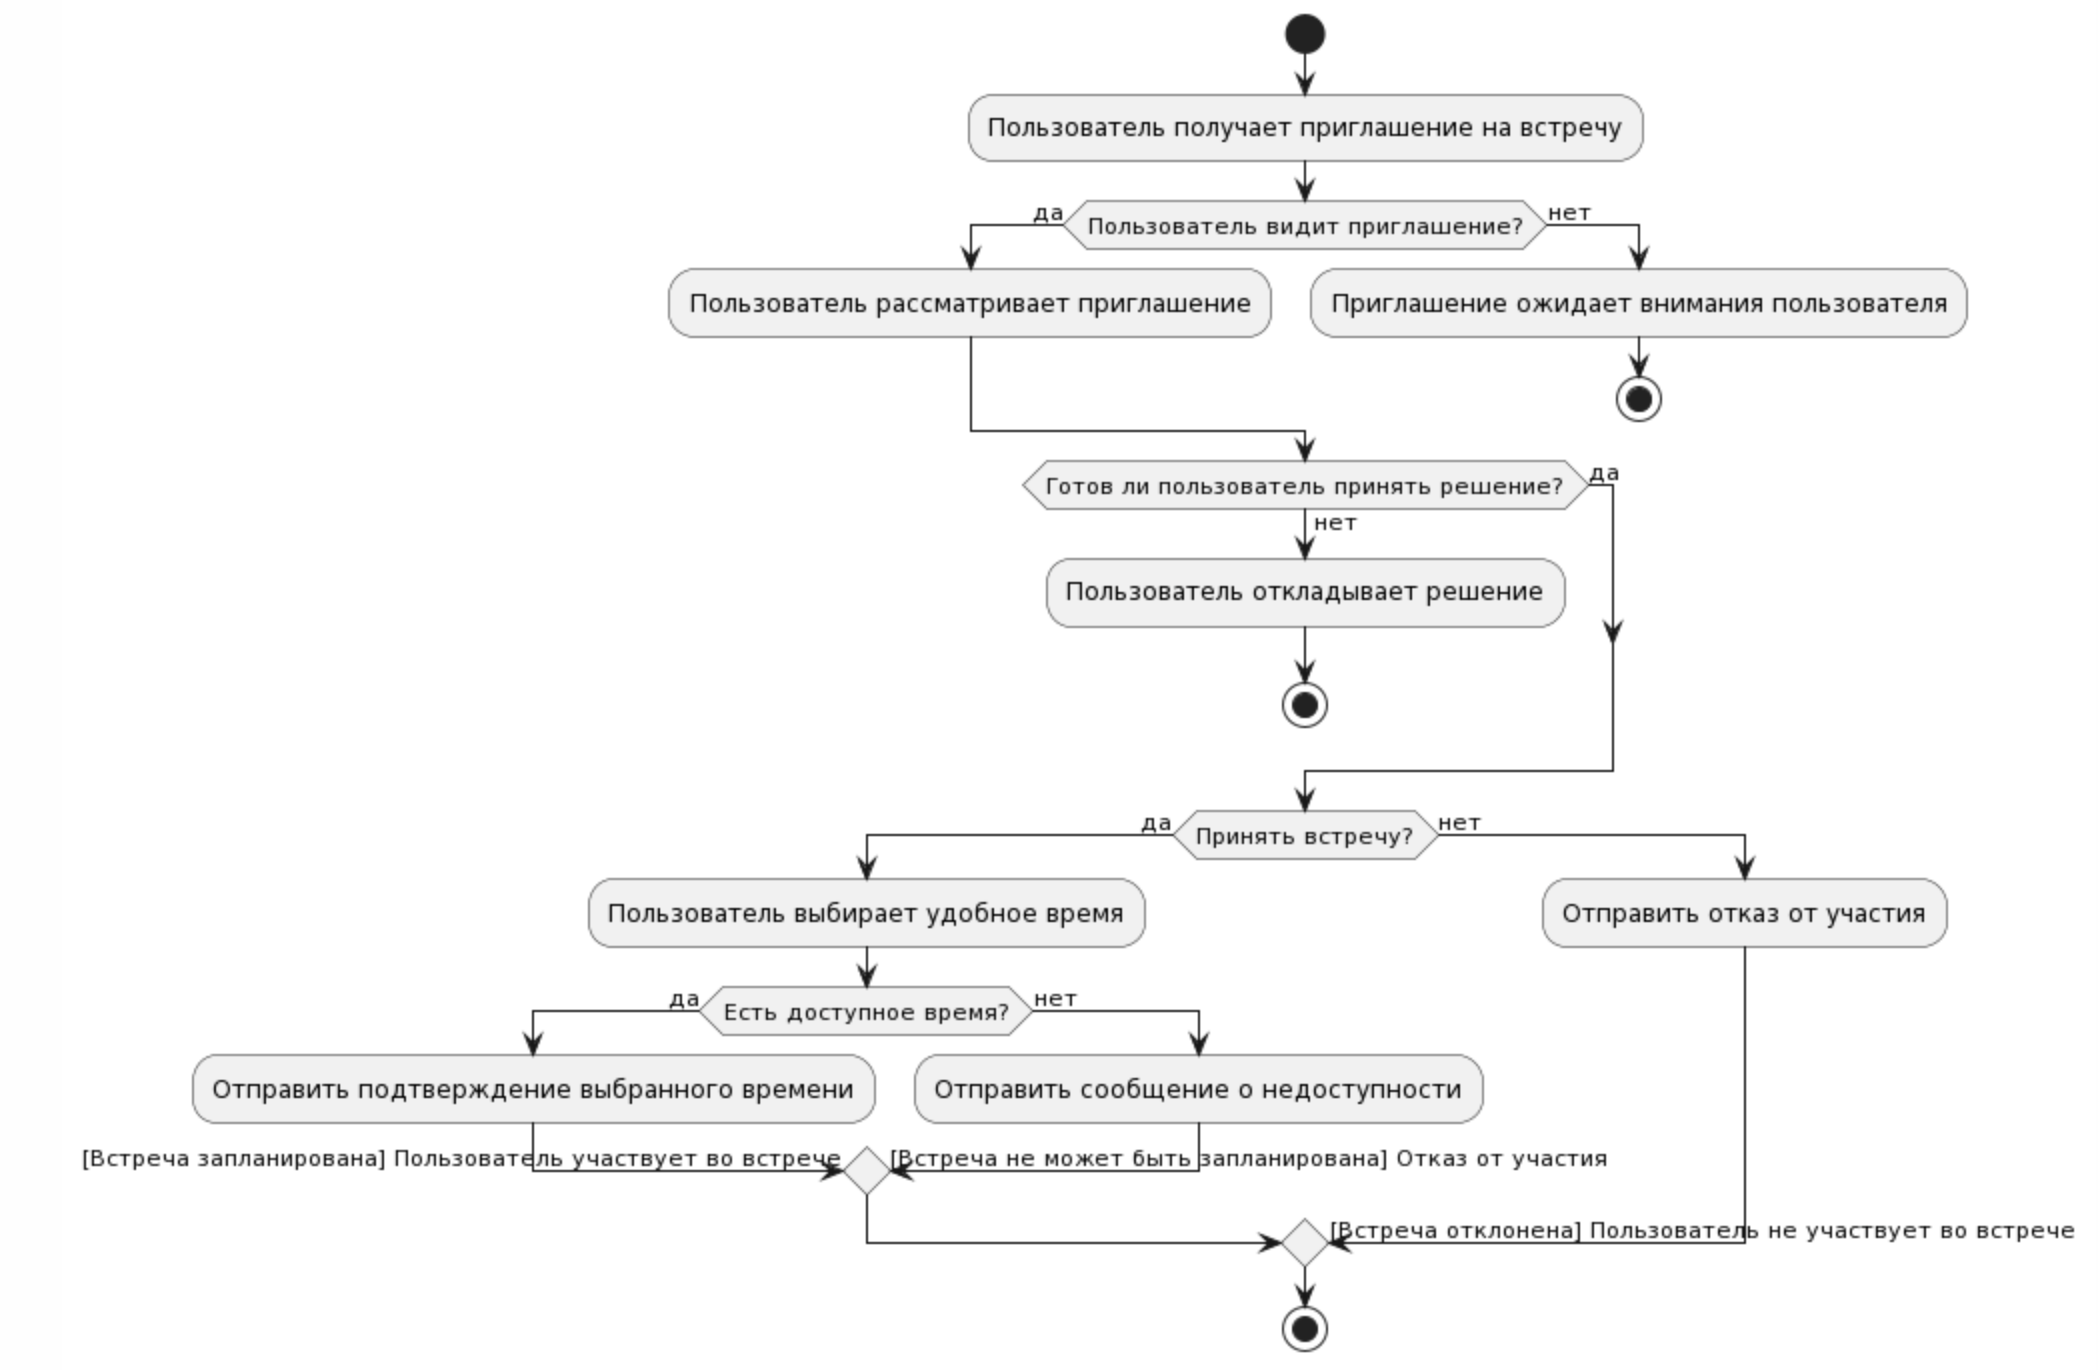 Пользователь получает приглашение на встречу
да
Пользователь видит приглашение?
нет
Пользователь рассматривает приглашение
Приглашение ожидает внимания пользователя
Готов ли пользователь принять решение?
да
нет
Пользователь откладывает решение
да
Принять встречу?
нет
Пользователь выбирает удобное время
Отправить отказ от участия
да
Есть доступное время?
нет
Отправить подтверждение выбранного времени
Отправить сообщение о недоступности
[Встреча запланирована] Пользователь участвует во встрече
[Встреча не может быть запланирована] Отказ от участия
[Встреча отклонена] Пользователь не участвует во встрече